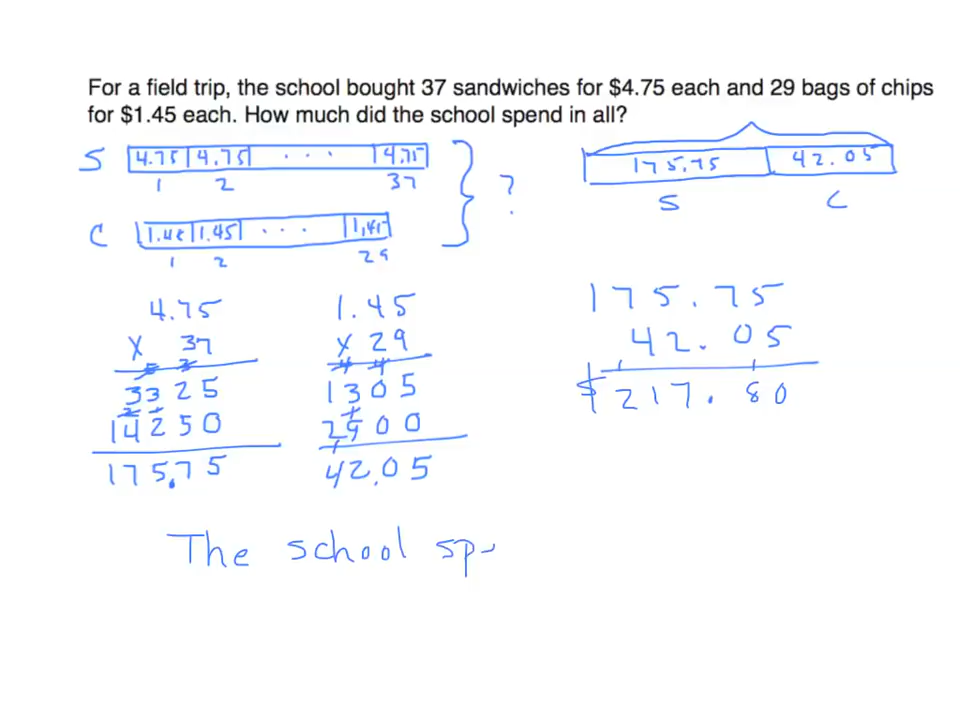 For a field trip, the school bought 37 sandwiches for $4.75 each and 29 bags of chips
for $1.45 each. How much did the school spend in all?
S 4.75 4.75 . . . 4.75
1 2 37
C 1.45 1.45 . . . 1.45
1 2 29
?
175.75 42.05
S C
4.75
x 37
3325
14250
175.75
1.45
x 29
1305
2900
42.05
175.75
42.05
$217.80
The school sp